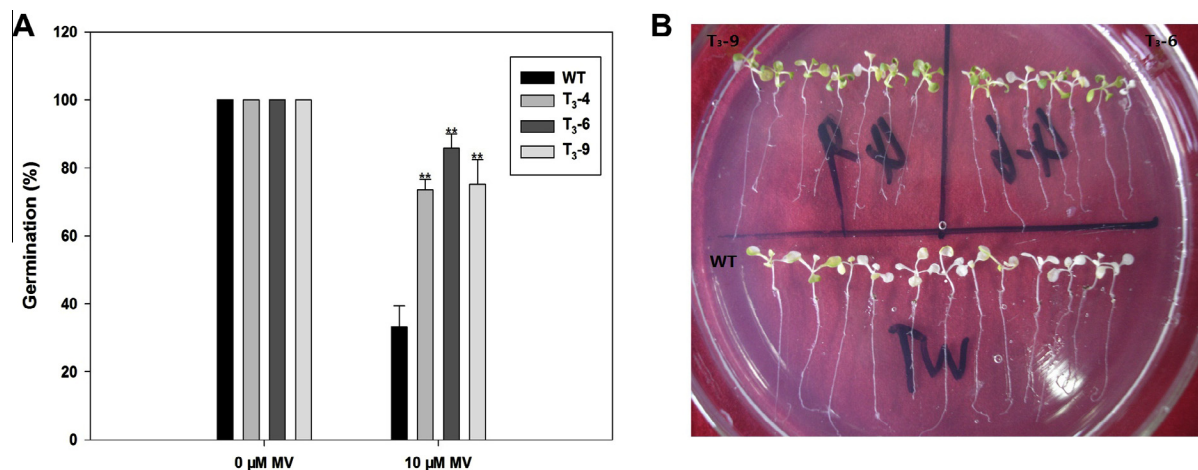 A
B
120
100
80
60
40
20
0
Germination (%)
WT
T₃-4
T₃-6
T₃-9
**
**
**
0 µM MV
10 µM MV
T₃-9
T₃-6
WT